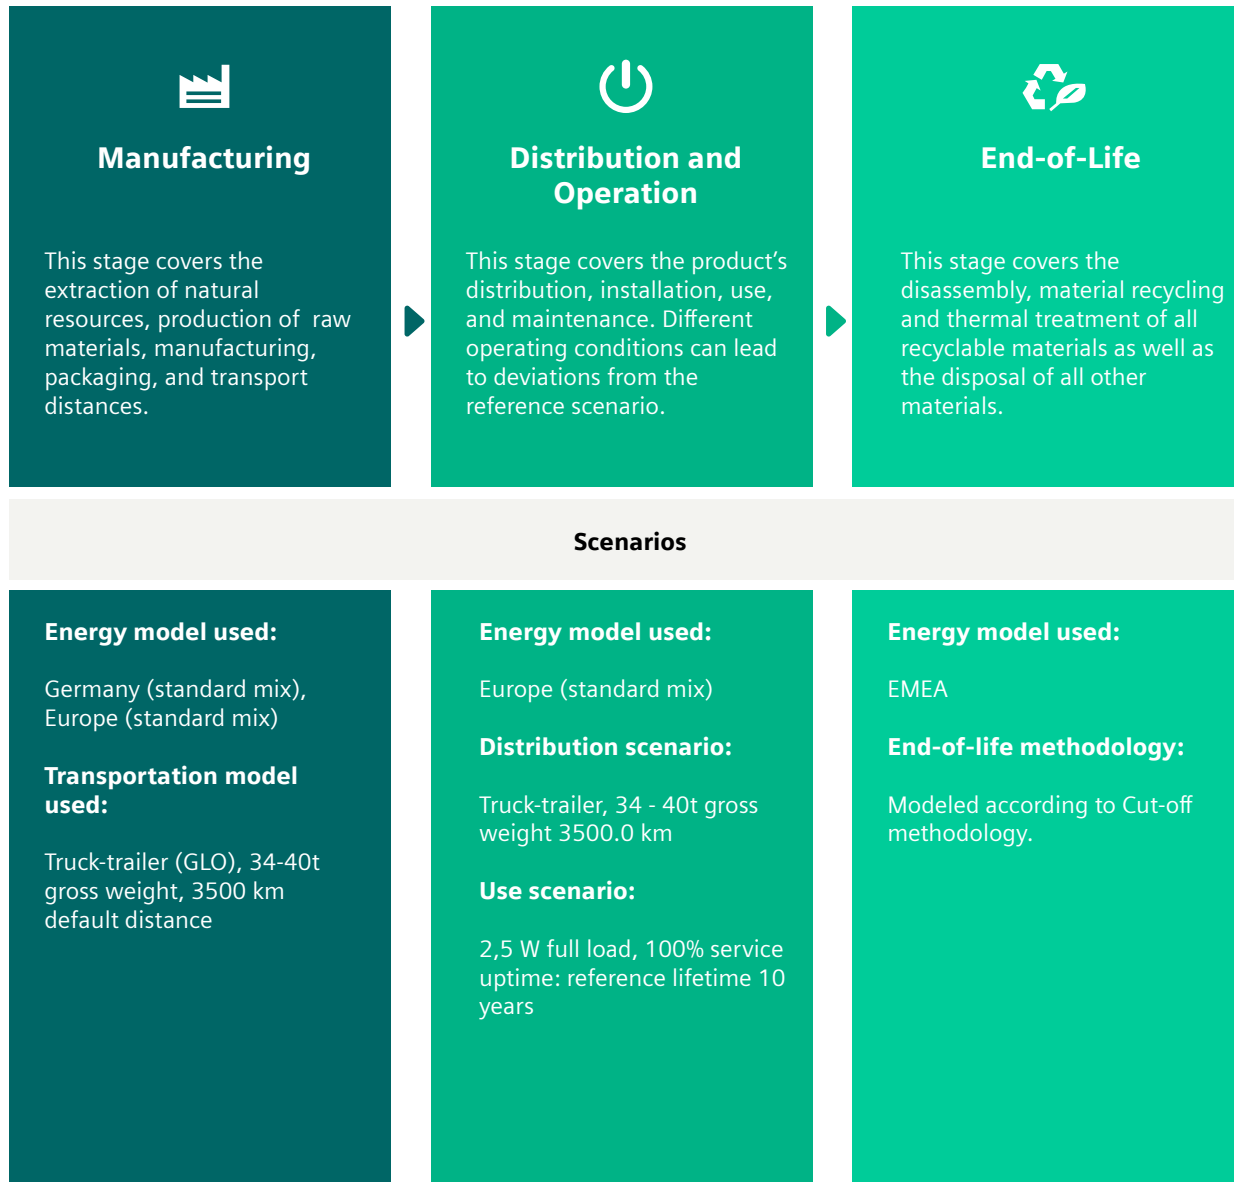 Manufacturing
This stage covers the
extraction of natural
resources, production of  raw
materials, manufacturing,
packaging, and transport
distances.
Distribution and
Operation
This stage covers the product’s
distribution, installation, use,
and maintenance. Different
operating conditions can lead
to deviations from the
reference scenario.
End-of-Life
This stage covers the
disassembly, material recycling
and thermal treatment of all
recyclable materials as well as
the disposal of all other
materials.
Scenarios
Energy model used:
Germany (standard mix),
Europe (standard mix)
Transportation model
used:
Truck-trailer (GLO), 34-40t
gross weight, 3500 km
default distance
Energy model used:
Europe (standard mix)
Distribution scenario:
Truck-trailer, 34 - 40t gross
weight 3500.0 km
Use scenario:
2,5 W full load, 100% service
uptime: reference lifetime 10
years
Energy model used:
EMEA
End-of-life methodology:
Modeled according to Cut-off
methodology.